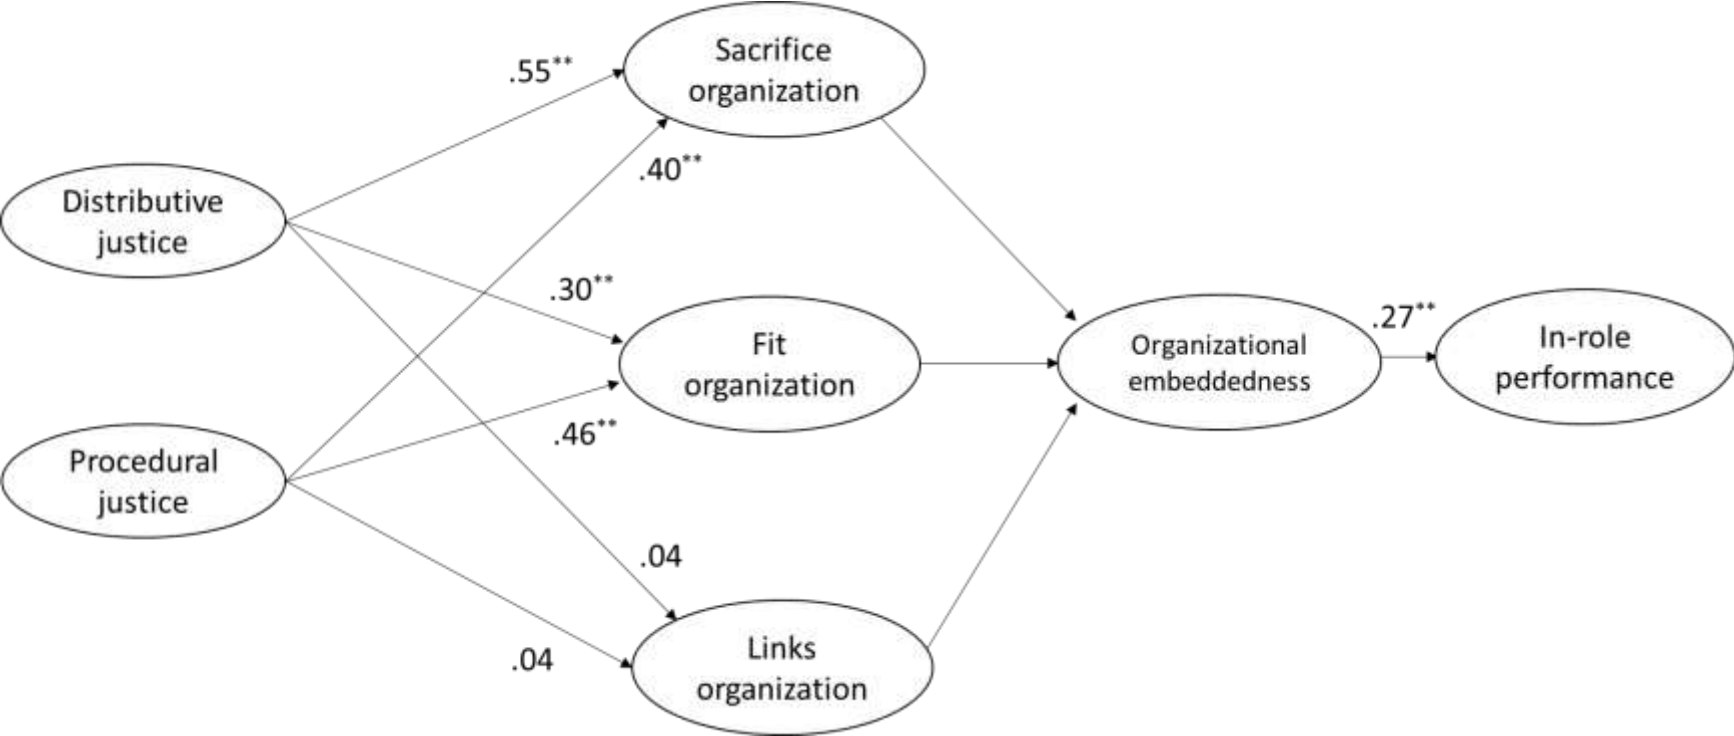 Sacrifice
organization
.55**
.40**
Distributive
justice
.30**
Fit
organization
.46**
Organizational
embeddedness
.27**
In-role
performance
Procedural
justice
.04
.04
Links
organization